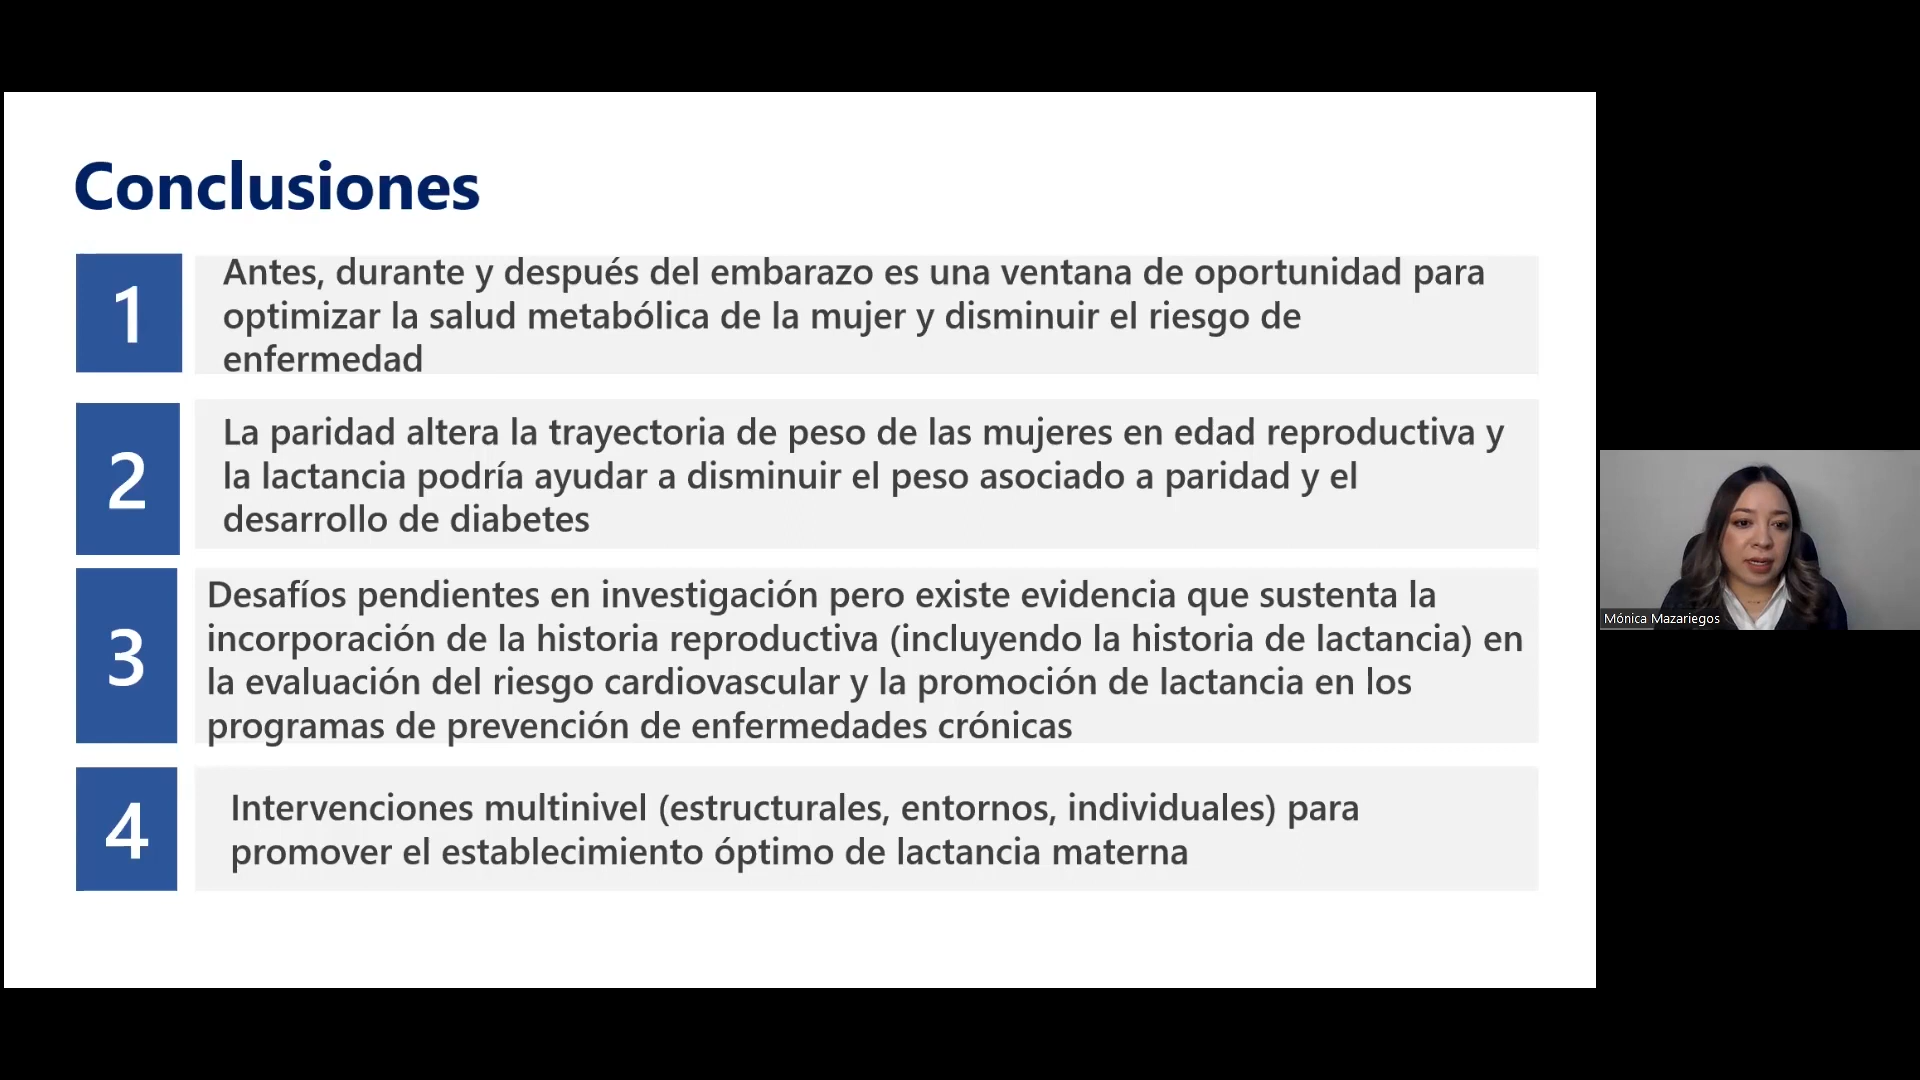 Conclusiones
1
Antes, durante y después del embarazo es una ventana de oportunidad para
optimizar la salud metabólica de la mujer y disminuir el riesgo de
enfermedad
2
La paridad altera la trayectoria de peso de las mujeres en edad reproductiva y
la lactancia podría ayudar a disminuir el peso asociado a paridad y el
desarrollo de diabetes
3
Desafíos pendientes en investigación pero existe evidencia que sustenta la
incorporación de la historia reproductiva (incluyendo la historia de lactancia) en
la evaluación del riesgo cardiovascular y la promoción de lactancia en los
programas de prevención de enfermedades crónicas
4
Intervenciones multinivel (estructurales, entornos, individuales) para
promover el establecimiento óptimo de lactancia materna
Mónica Mazariegos